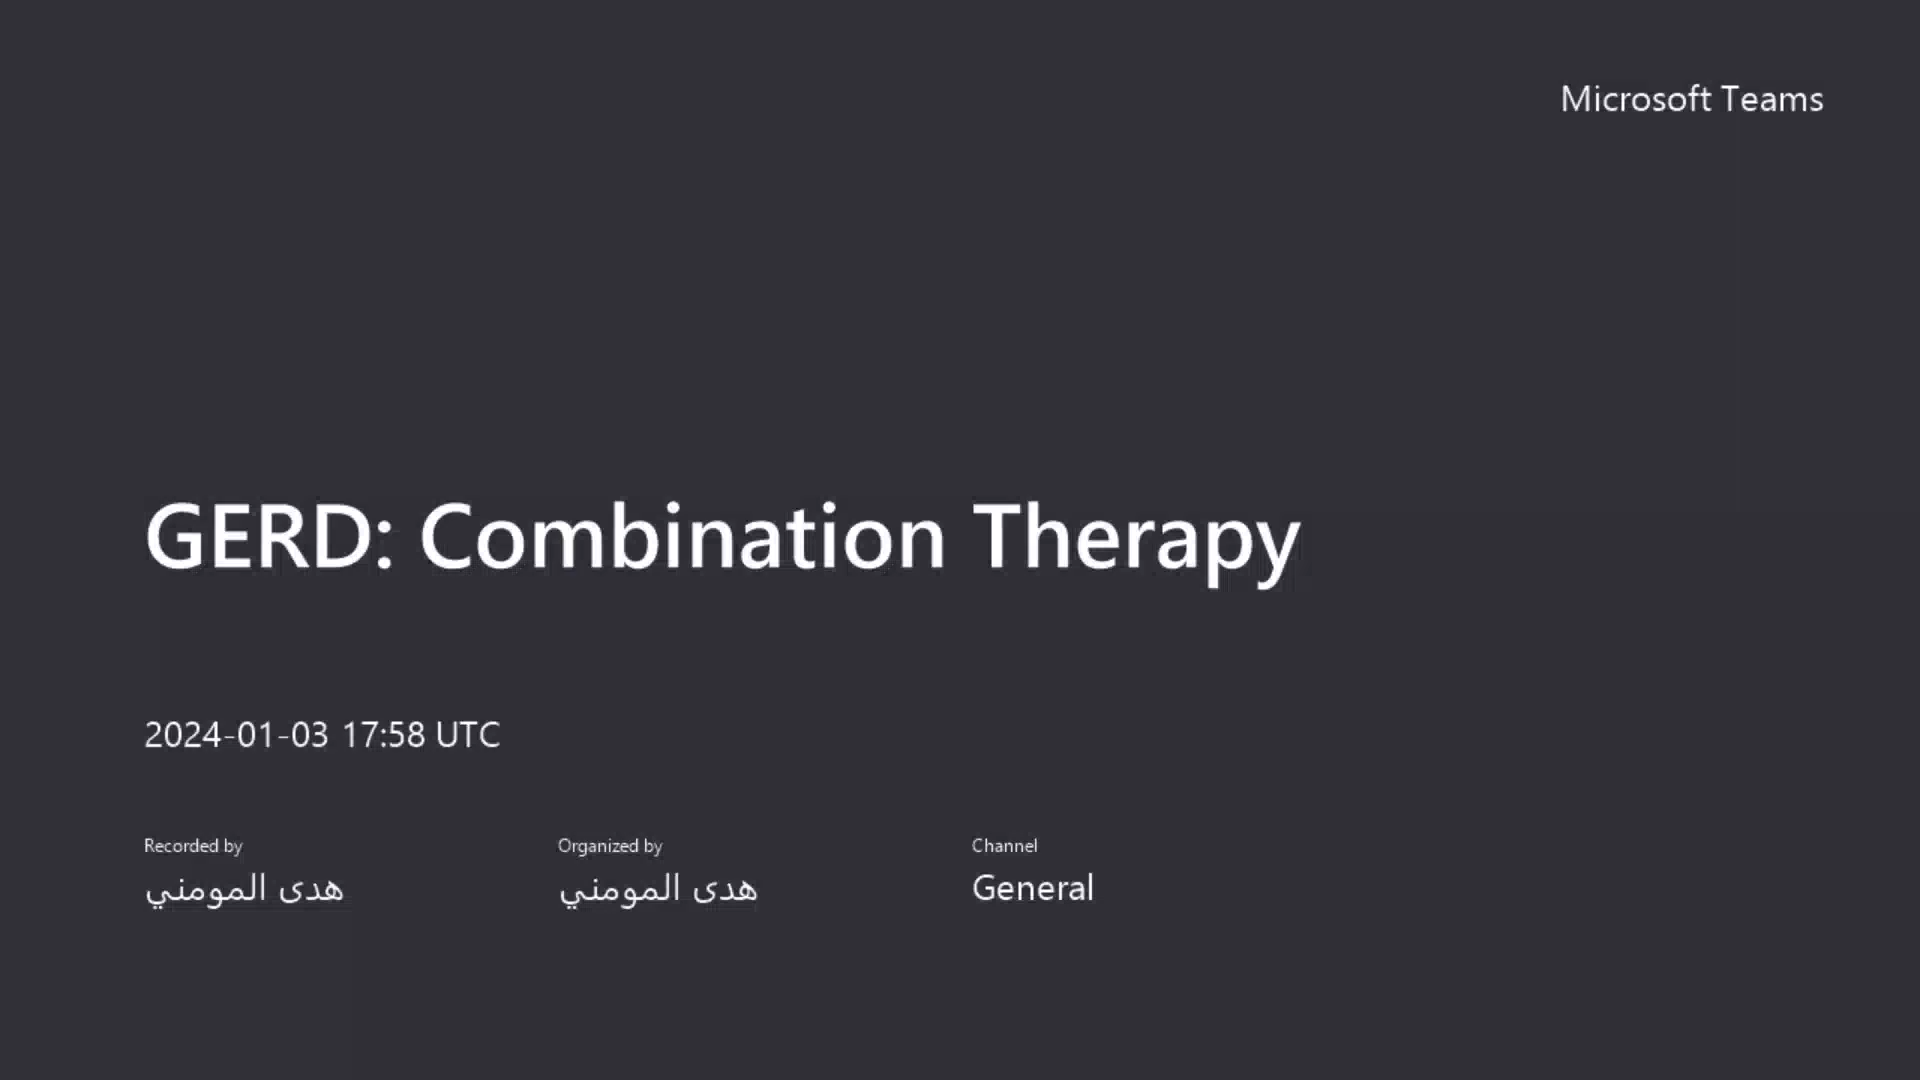 Microsoft Teams
GERD: Combination Therapy
2024-01-03 17:58 UTC
Recorded by
هدى المومني
Organized by
هدى المومني
Channel
General